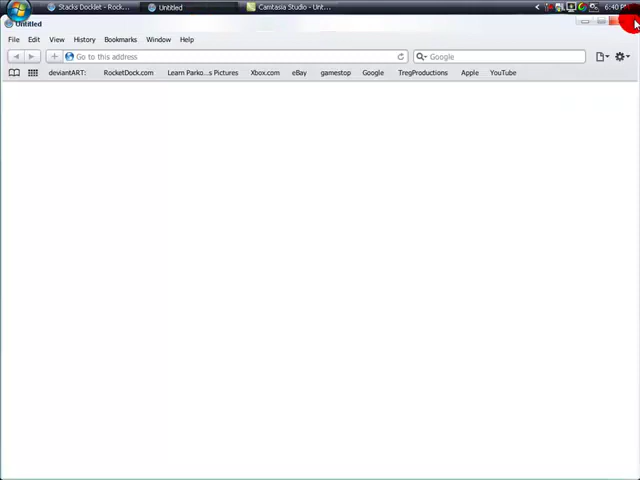 Stacks Docklet - Rock... Untitled Camtasia Studio - Unt... 6:40 PM
Untitled
File Edit View History Bookmarks Window Help
Go to this address Google
deviantART: RocketDock.com Learn Parko...s Pictures Xbox.com eBay gamestop Google TregProductions Apple YouTube